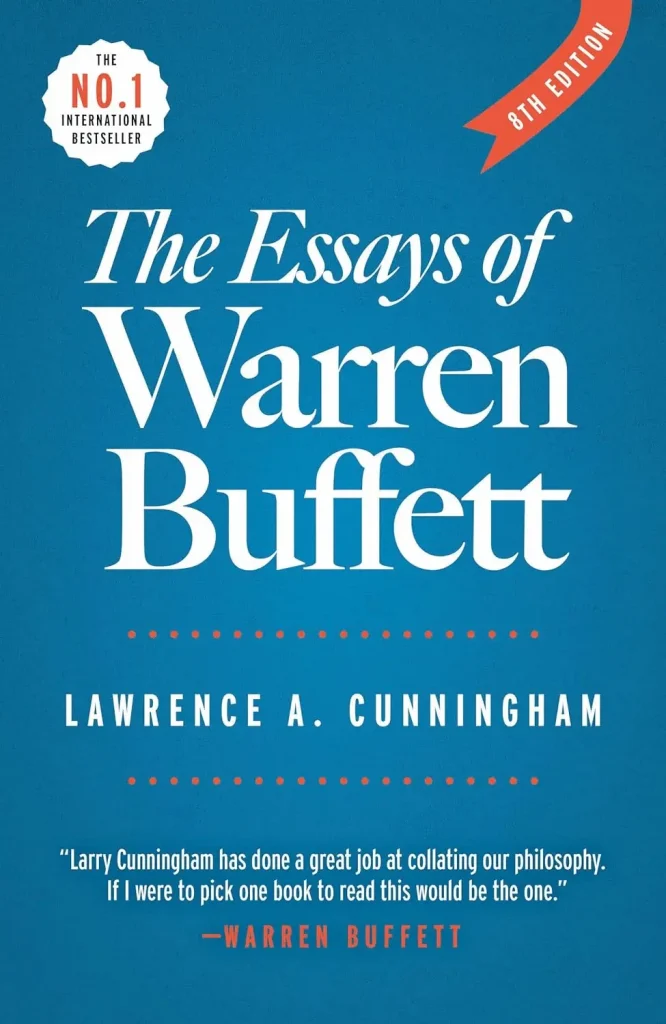 THE
NO.1
INTERNATIONAL
BESTSELLER
8TH EDITION
The Essays of
Warren
Buffett
LAWRENCE A. CUNNINGHAM
“Larry Cunningham has done a great job at collating our philosophy.
If I were to pick one book to read this would be the one.”
—WARREN BUFFETT